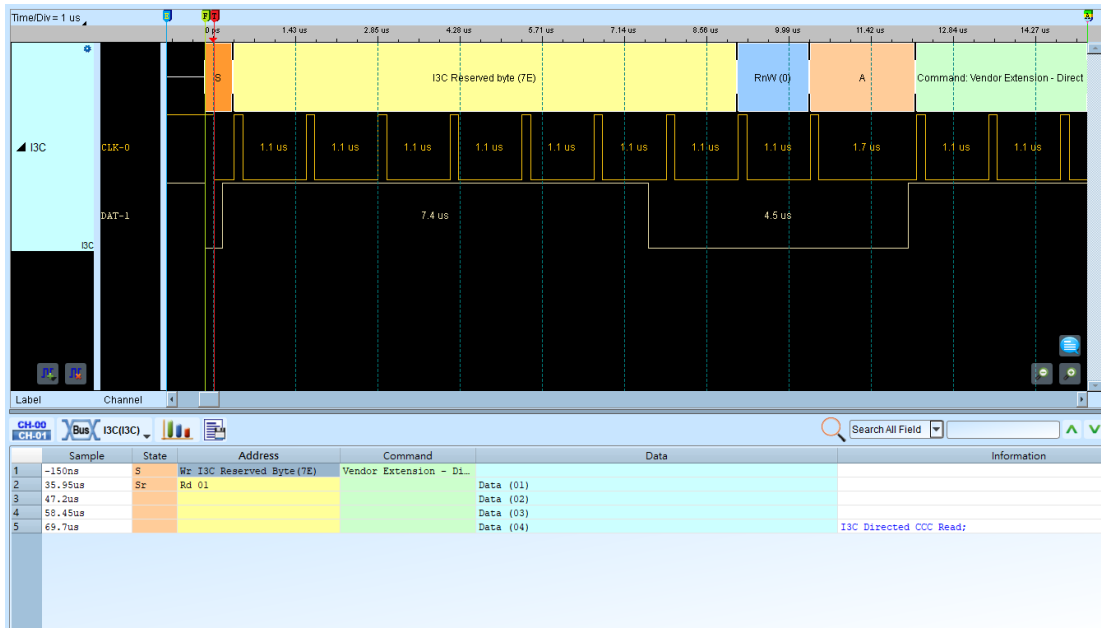 Time/Div = 1 us
0 ps 1.43 us 2.85 us 4.28 us 5.71 us 7.14 us 8.56 us 9.99 us 11.42 us 12.84 us 14.27 us
S I3C Reserved byte (7E) RnW (0) A Command: Vendor Extension - Direct
I3C CLK-0 1.1 us 1.1 us 1.1 us 1.1 us 1.1 us 1.1 us 1.1 us 1.1 us 1.7 us 1.1 us 1.1 us
DAT-1 7.4 us 4.5 us
I3C
Label Channel
CH-00
CH-01 Bus I3C(I3C) Search All Field
Sample State Address Command Data Information
1 -150ns S Wr I3C Reserved Byte(7E) Vendor Extension - Di...
2 35.95us Sr Rd 01 Data (01)
3 47.2us Data (02)
4 58.45us Data (03)
5 69.7us Data (04) I3C Directed CCC Read;